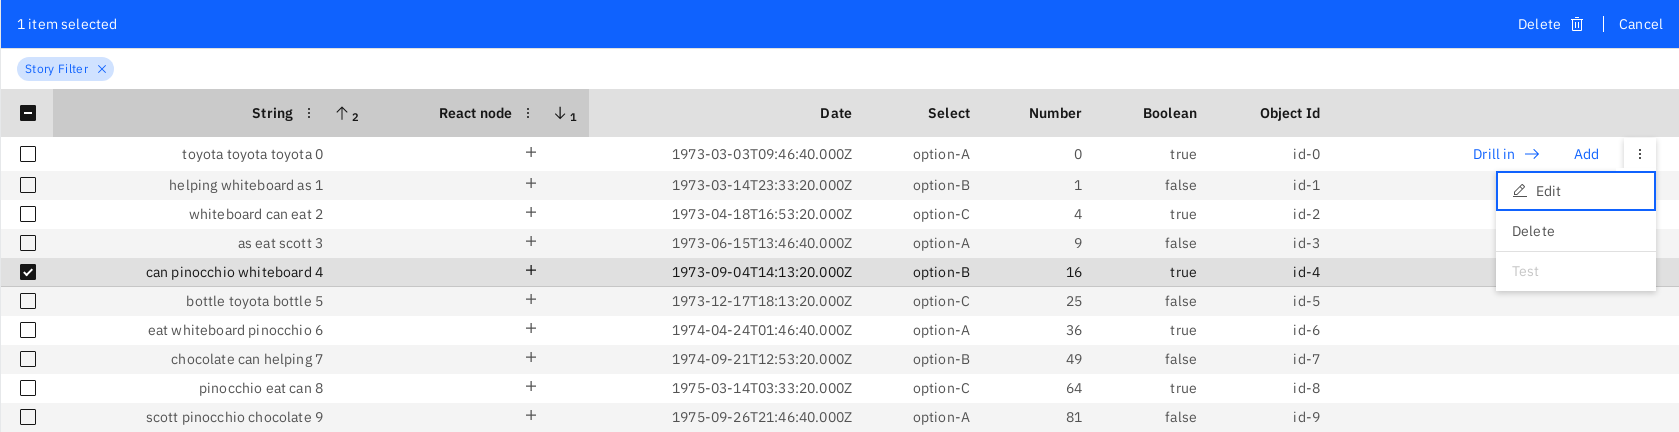 1 item selected Delete Cancel
Story Filter
String 2 React node 1 Date Select Number Boolean Object Id
toyota toyota toyota 0 1973-03-03T09:46:40.000Z option-A 0 true id-0 Drill in Add
helping whiteboard as 1 1973-03-14T23:33:20.000Z option-B 1 false id-1
Edit
whiteboard can eat 2 1973-04-18T16:53:20.000Z option-C 4 true id-2
Delete
as eat scott 3 1973-06-15T13:46:40.000Z option-A 9 false id-3
can pinocchio whiteboard 4 1973-09-04T14:13:20.000Z option-B 16 true id-4
Test
bottle toyota bottle 5 1973-12-17T18:13:20.000Z option-C 25 false id-5
eat whiteboard pinocchio 6 1974-04-24T01:46:40.000Z option-A 36 true id-6
chocolate can helping 7 1974-09-21T12:53:20.000Z option-B 49 false id-7
pinocchio eat can 8 1975-03-14T03:33:20.000Z option-C 64 true id-8
scott pinocchio chocolate 9 1975-09-26T21:46:40.000Z option-A 81 false id-9